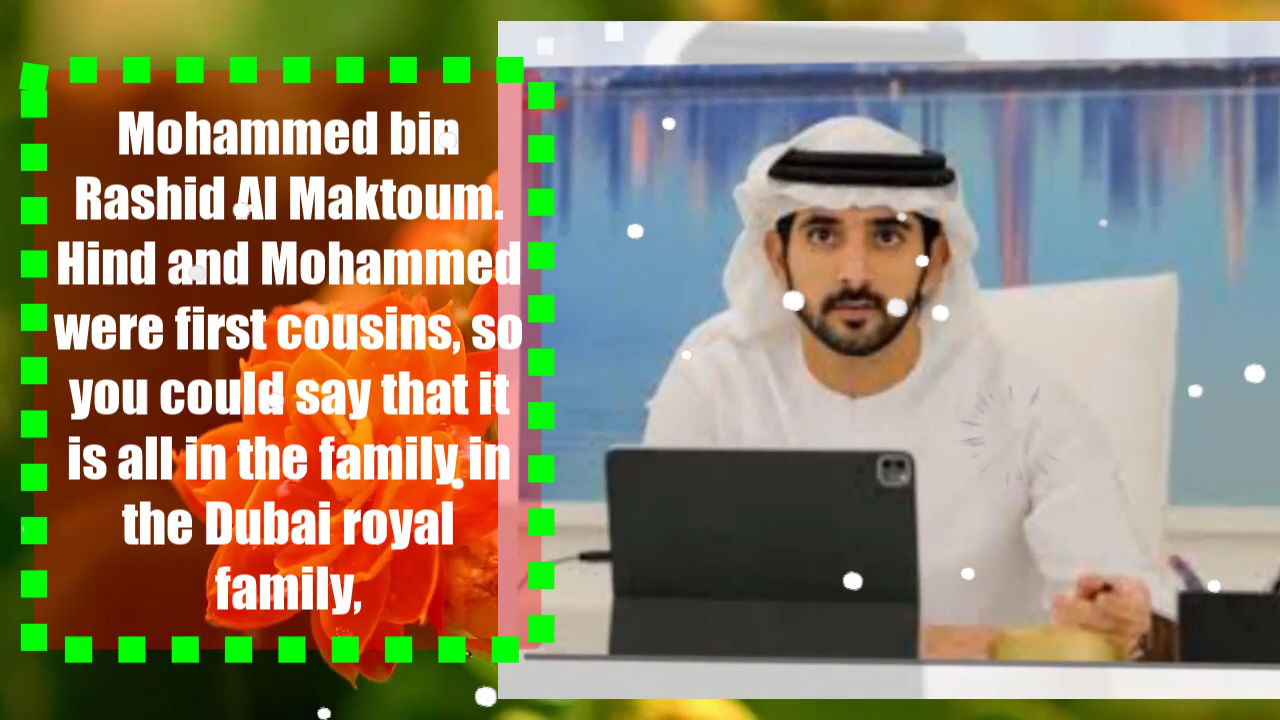 Mohammed bin
Rashid Al Maktoum.
Hind and Mohammed
were first cousins, so
you could say that it
is all in the family in
the Dubai royal
family,